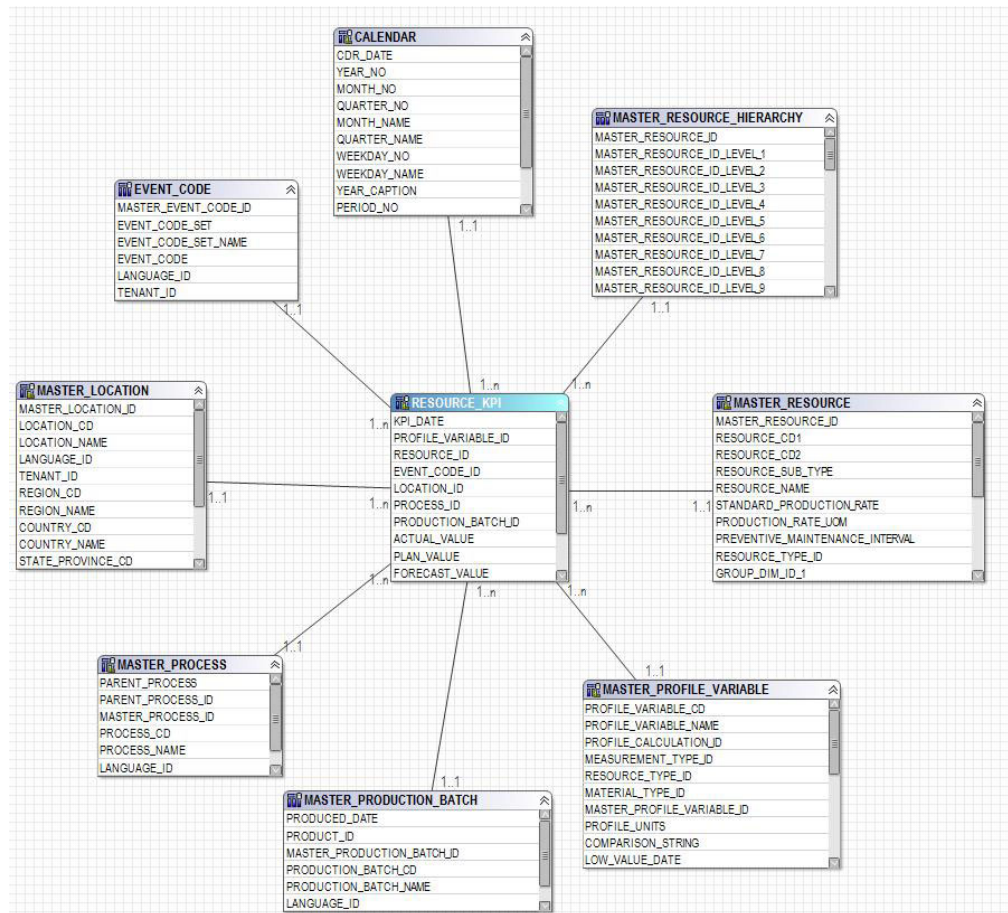 CALENDAR
CDR_DATE
YEAR_NO
MONTH_NO
QUARTER_NO
MONTH_NAME
QUARTER_NAME
WEEKDAY_NO
WEEKDAY_NAME
YEAR_CAPTION
PERIOD_NO
1..1
MASTER_RESOURCE_HIERARCHY
MASTER_RESOURCE_ID
MASTER_RESOURCE_ID_LEVEL_1
MASTER_RESOURCE_ID_LEVEL_2
MASTER_RESOURCE_ID_LEVEL_3
MASTER_RESOURCE_ID_LEVEL_4
MASTER_RESOURCE_ID_LEVEL_5
MASTER_RESOURCE_ID_LEVEL_6
MASTER_RESOURCE_ID_LEVEL_7
MASTER_RESOURCE_ID_LEVEL_8
MASTER_RESOURCE_ID_LEVEL_9
1..1
EVENT_CODE
MASTER_EVENT_CODE_ID
EVENT_CODE_SET
EVENT_CODE_SET_NAME
EVENT_CODE
LANGUAGE_ID
TENANT_ID
1..1
MASTER_LOCATION
MASTER_LOCATION_ID
LOCATION_CD
LOCATION_NAME
LANGUAGE_ID
TENANT_ID
REGION_CD
REGION_NAME
COUNTRY_CD
COUNTRY_NAME
STATE_PROVINCE_CD
1..1
1..n
1..n
1..n
1..n
RESOURCE_KPI
KPI_DATE
PROFILE_VARIABLE_ID
RESOURCE_ID
EVENT_CODE_ID
LOCATION_ID
PROCESS_ID
PRODUCTION_BATCH_ID
ACTUAL_VALUE
PLAN_VALUE
FORECAST_VALUE
1..n
1..n
1..n
1..n
1..1
MASTER_RESOURCE
MASTER_RESOURCE_ID
RESOURCE_CD1
RESOURCE_CD2
RESOURCE_SUB_TYPE
RESOURCE_NAME
STANDARD_PRODUCTION_RATE
PRODUCTION_RATE_UOM
PREVENTIVE_MAINTENANCE_INTERVAL
RESOURCE_TYPE_ID
GROUP_DIM_ID_1
1..1
MASTER_PROCESS
PARENT_PROCESS
PARENT_PROCESS_ID
MASTER_PROCESS_ID
PROCESS_CD
PROCESS_NAME
LANGUAGE_ID
1..1
MASTER_PROFILE_VARIABLE
PROFILE_VARIABLE_CD
PROFILE_VARIABLE_NAME
PROFILE_CALCULATION_ID
MEASUREMENT_TYPE_ID
RESOURCE_TYPE_ID
MATERIAL_TYPE_ID
MASTER_PROFILE_VARIABLE_ID
PROFILE_UNITS
COMPARISON_STRING
LOW_VALUE_DATE
1..1
MASTER_PRODUCTION_BATCH
PRODUCED_DATE
PRODUCT_ID
MASTER_PRODUCTION_BATCH_ID
PRODUCTION_BATCH_CD
PRODUCTION_BATCH_NAME
LANGUAGE_ID